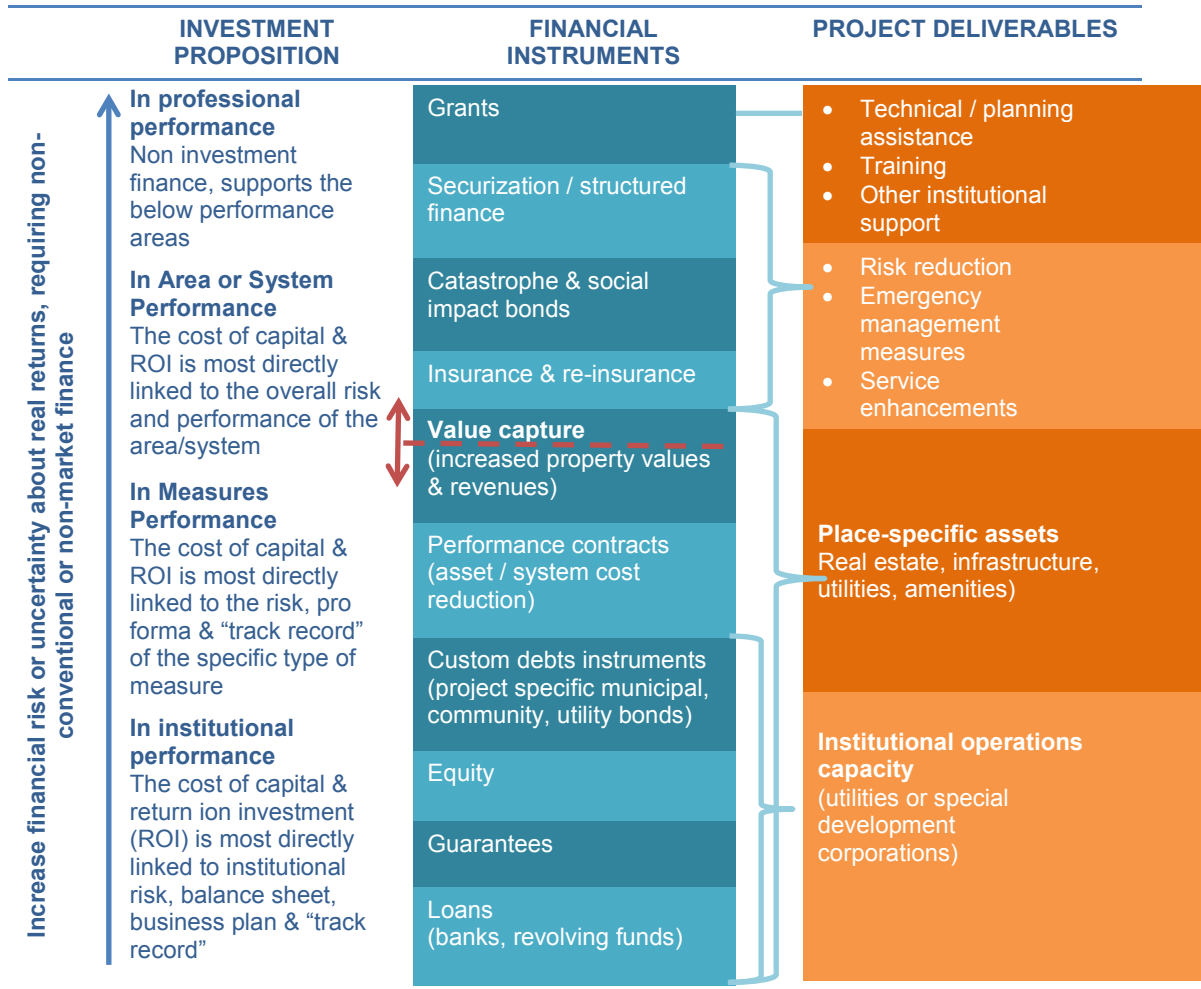 INVESTMENT
PROPOSITION
FINANCIAL
INSTRUMENTS
PROJECT DELIVERABLES
Increase financial risk or uncertainty about real returns, requiring non-
conventional or non-market finance
In professional
performance
Non investment
finance, supports the
below performance
areas
In Area or System
Performance
The cost of capital &
ROI is most directly
linked to the overall risk
and performance of the
area/system
In Measures
Performance
The cost of capital &
ROI is most directly
linked to the risk, pro
forma & “track record”
of the specific type of
measure
In institutional
performance
The cost of capital &
return ion investment
(ROI) is most directly
linked to institutional
risk, balance sheet,
business plan & “track
record”
Grants
Securization / structured
finance
Catastrophe & social
impact bonds
Insurance & re-insurance
Value capture
(increased property values
& revenues)
Performance contracts
(asset / system cost
reduction)
Custom debts instruments
(project specific municipal,
community, utility bonds)
Equity
Guarantees
Loans
(banks, revolving funds)
• Technical / planning
assistance
• Training
• Other institutional
support
• Risk reduction
• Emergency
management
measures
• Service
enhancements
Place-specific assets
Real estate, infrastructure,
utilities, amenities)
Institutional operations
capacity
(utilities or special
development
corporations)